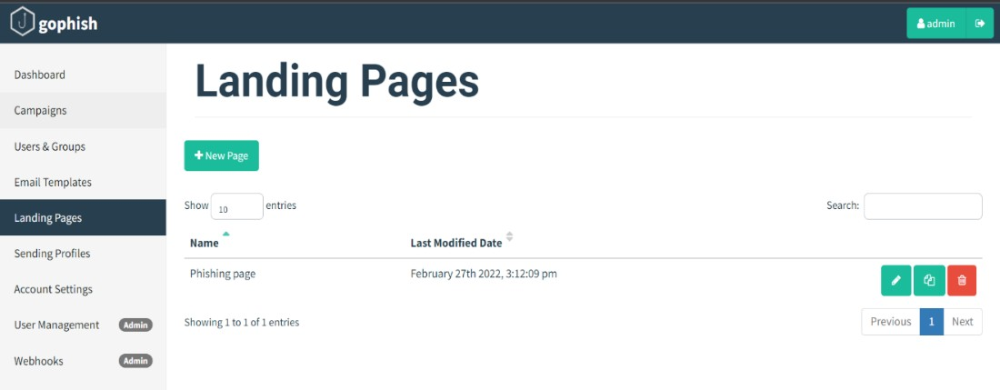 gophish
admin
Dashboard
Campaigns
Users & Groups
Email Templates
Landing Pages
Sending Profiles
Account Settings
User Management Admin
Webhooks Admin
Landing Pages
New Page
Show 10 entries
Search:
Name Last Modified Date
Phishing page February 27th 2022, 3:12:09 pm
Showing 1 to 1 of 1 entries
Previous 1 Next